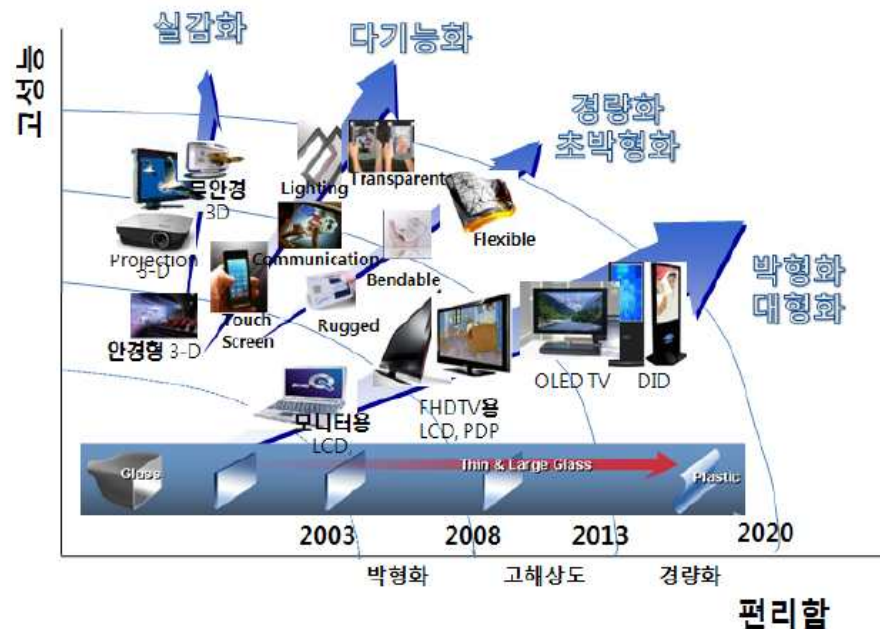 실감화
다기능화
고성능
경량화
초박형화
무안경
3D
Lighting
Transparent
Projection
3-D
Communication
Bendable
Flexible
박형화
대형화
안경형 3-D
Touch
Screen
Rugged
모니터용
LCD,
FHDTV용
LCD, PDP
OLED TV
DID
Glass
Thin & Large Glass
Plastic
2003
2008
2013
2020
박형화
고해상도
경량화
편리함